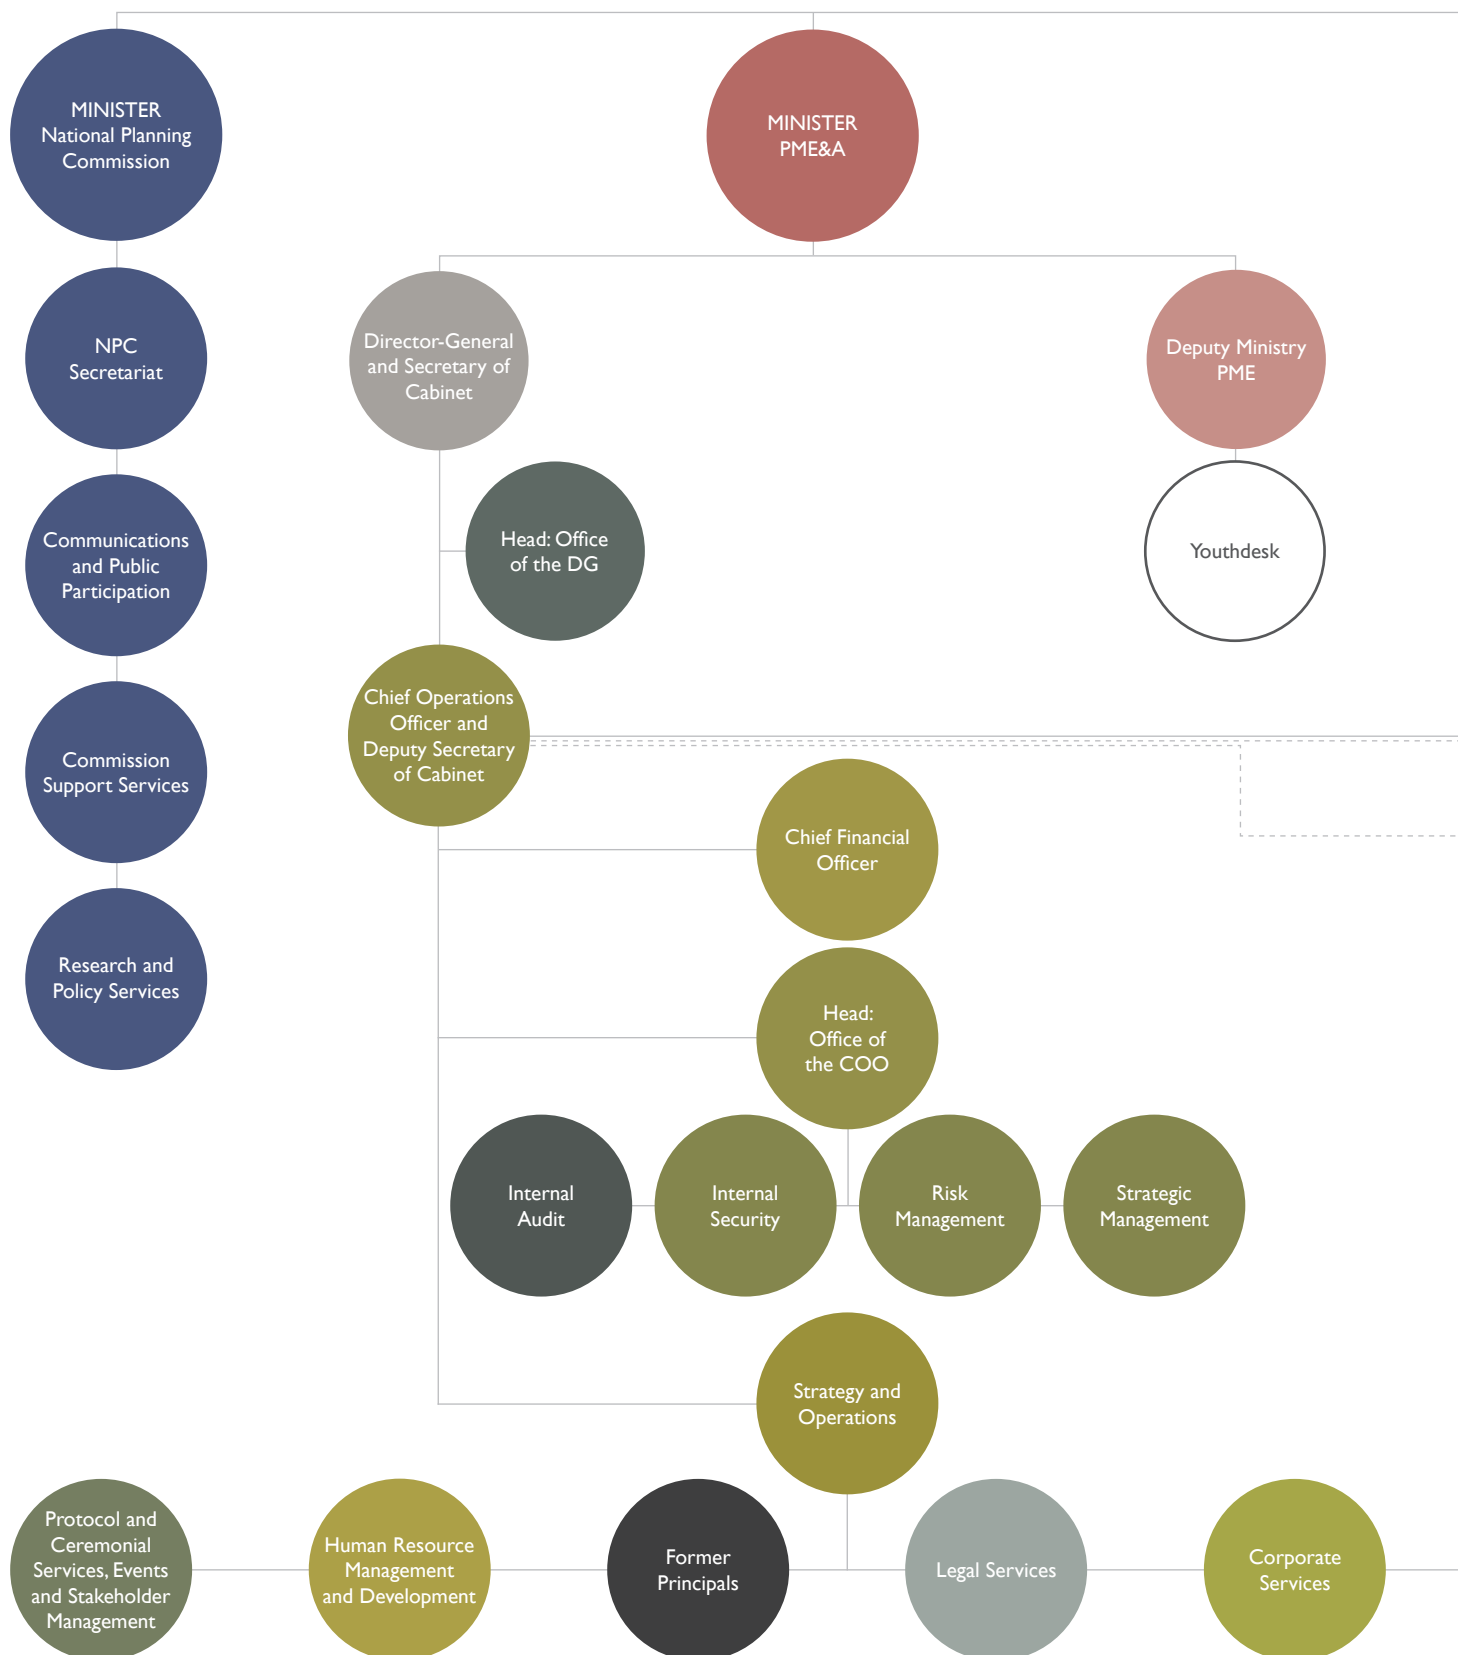 MINISTER
National Planning
Commission
MINISTER
PME&A
NPC
Secretariat
Director-General
and Secretary of
Cabinet
Deputy Ministry
PME
Communications
and Public
Participation
Head: Office
of the DG
Youthdesk
Chief Operations
Officer and
Deputy Secretary
of Cabinet
Commission
Support Services
Chief Financial
Officer
Research and
Policy Services
Head:
Office of
the COO
Internal
Audit
Internal
Security
Risk
Management
Strategic
Management
Strategy and
Operations
Protocol and
Ceremonial
Services, Events
and Stakeholder
Management
Human Resource
Management
and Development
Former
Principals
Legal Services
Corporate
Services